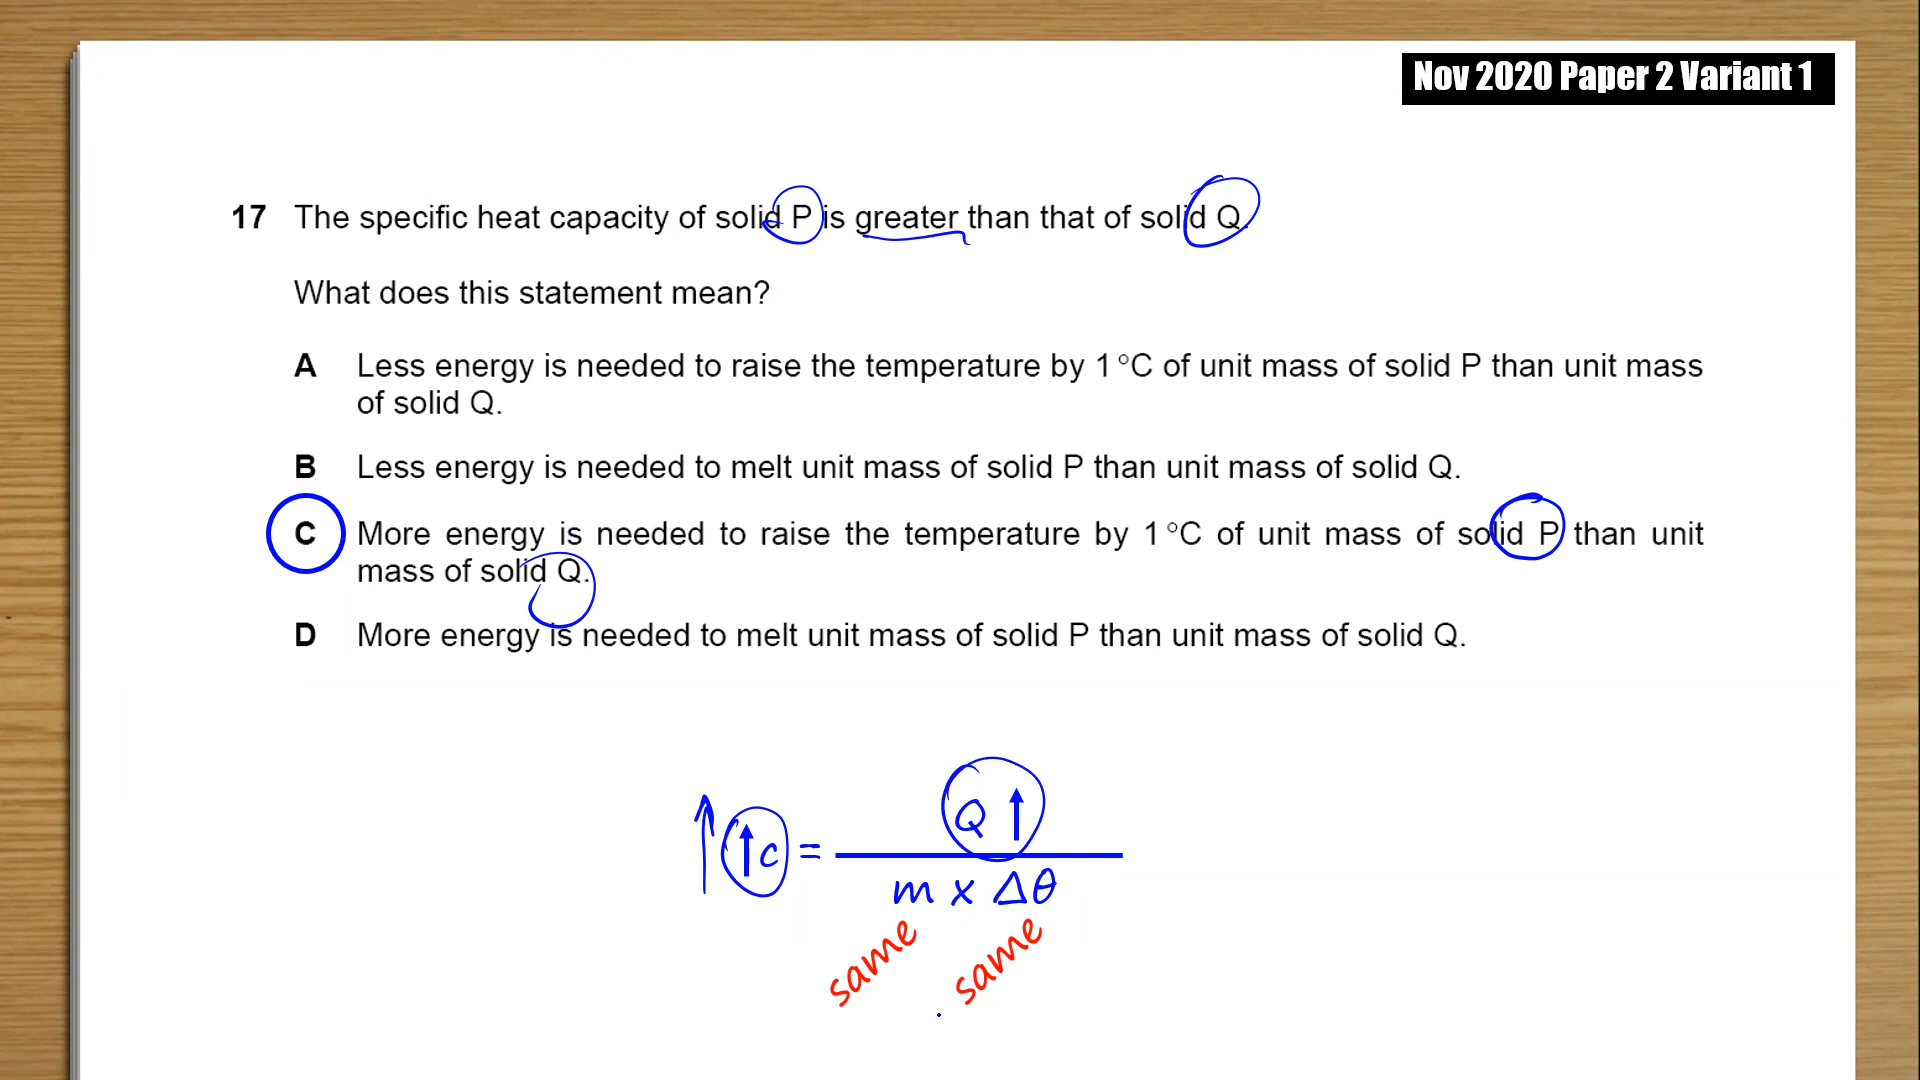 Nov 2020 Paper 2 Variant 1
17 The specific heat capacity of solid P is greater than that of solid Q.
What does this statement mean?
A Less energy is needed to raise the temperature by 1 °C of unit mass of solid P than unit mass
of solid Q.
B Less energy is needed to melt unit mass of solid P than unit mass of solid Q.
C More energy is needed to raise the temperature by 1 °C of unit mass of solid P than unit
mass of solid Q.
D More energy is needed to melt unit mass of solid P than unit mass of solid Q.
Q ↑
↑ ↑ c =
m x Δθ
same same